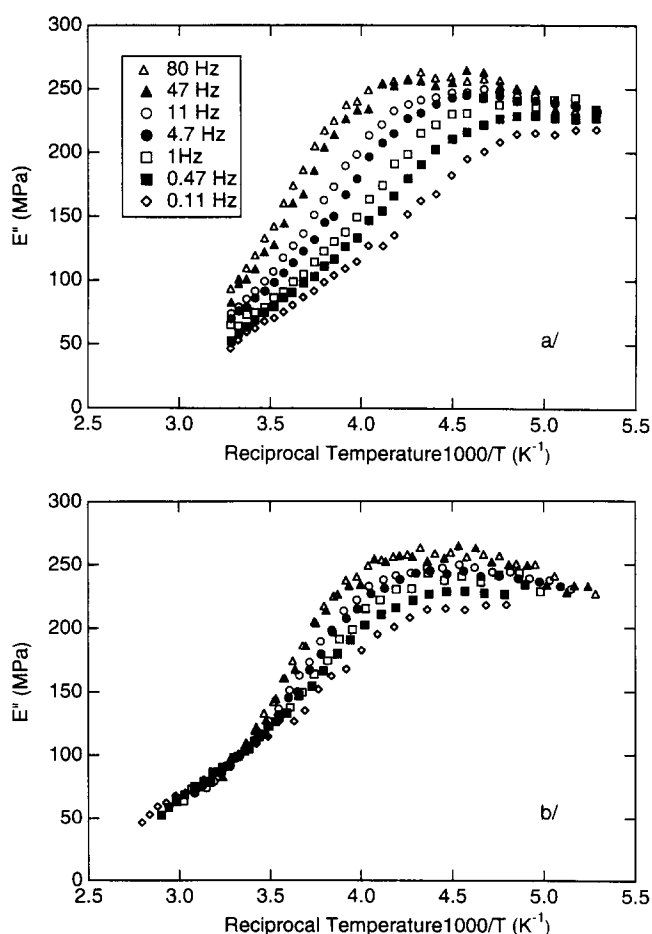 300
250
200
150
100
50
0
E" (MPa)
80 Hz
47 Hz
11 Hz
4.7 Hz
1Hz
0.47 Hz
0.11 Hz
a/
2.5 3.0 3.5 4.0 4.5 5.0 5.5
Reciprocal Temperature1000/T (K⁻¹)
300
250
200
150
100
50
0
E" (MPa)
b/
2.5 3.0 3.5 4.0 4.5 5.0 5.5
Reciprocal Temperature1000/T (K⁻¹)